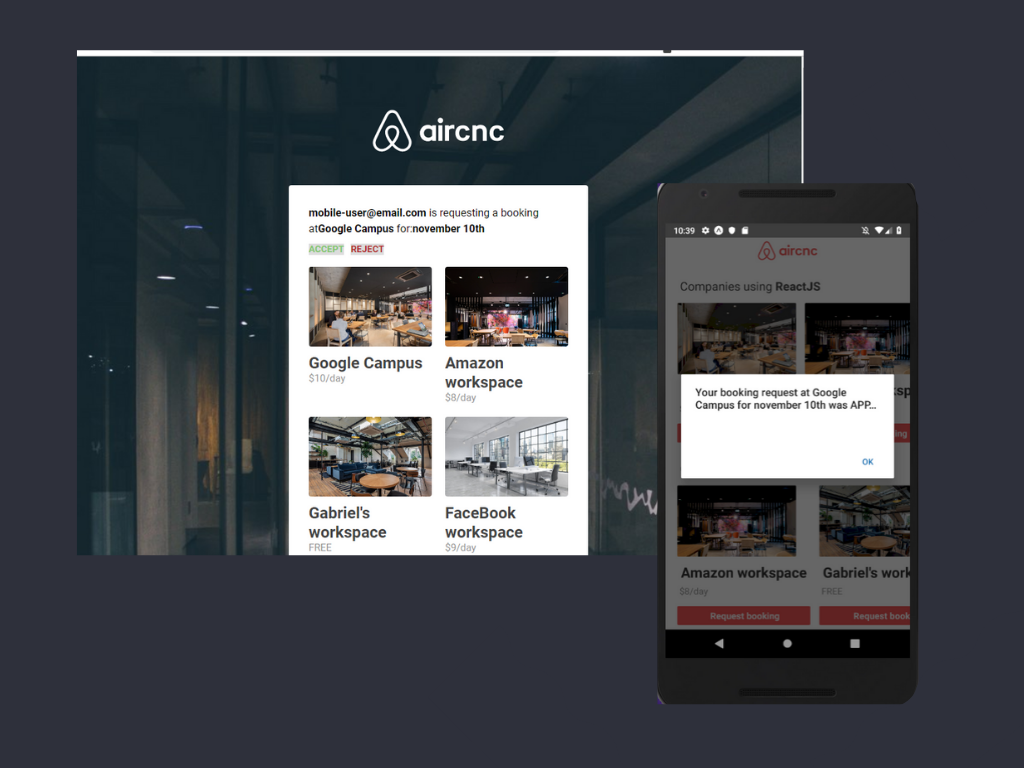 aircnc
mobile-user@email.com is requesting a booking
atGoogle Campus for:november 10th
ACCEPT REJECT
Google Campus
$10/day
Amazon
workspace
$8/day
Gabriel's
workspace
FREE
FaceBook
workspace
$9/day
10:39
aircnc
Companies using ReactJS
Your booking request at Google
Campus for november 10th was APP...
OK
sp
ing
Amazon workspace
$8/day
Request booking
Gabriel's work
FREE
Request book